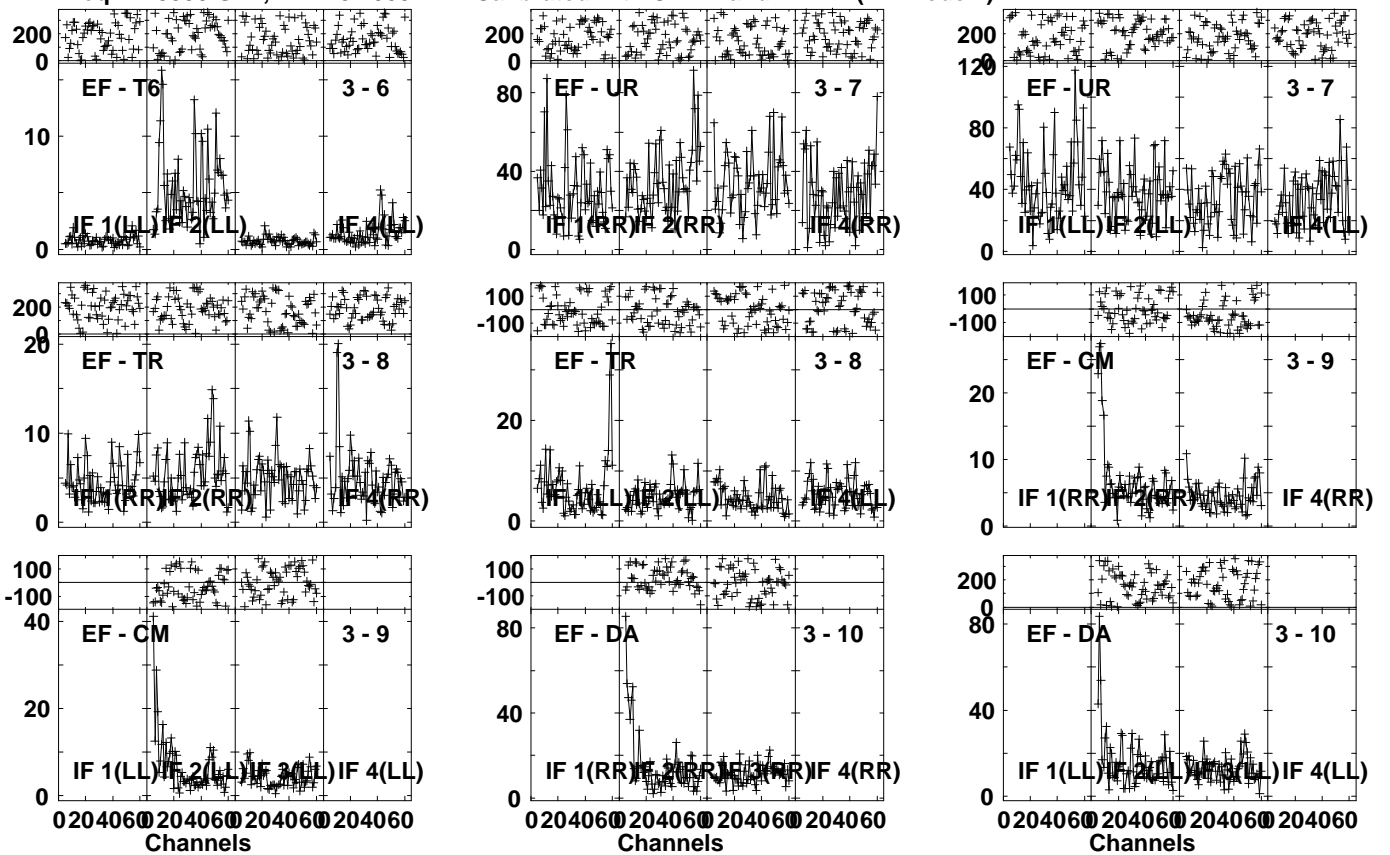 200
0
EF - T6 3 - 6
10
0
IF 1(LL) IF 2(LL) IF 4(LL)
200
0
EF - UR 3 - 7
80
40
0
IF 1(RR) IF 2(RR) IF 4(RR)
200
0
120
EF - UR 3 - 7
80
40
0
IF 1(LL) IF 2(LL) IF 4(LL)
200
0
20
EF - TR 3 - 8
10
0
IF 1(RR) IF 2(RR) IF 4(RR)
100
-100
EF - TR 3 - 8
20
0
IF 1(LL) IF 2(LL) IF 4(LL)
100
-100
EF - CM 3 - 9
20
10
0
IF 1(RR) IF 2(RR) IF 4(RR)
100
-100
40
EF - CM 3 - 9
20
0
IF 1(LL) IF 2(LL) IF 3(LL) IF 4(LL)
0 20 40 60 0 20 40 60 0 20 40 60 0 20 40 60
Channels
100
-100
80
EF - DA 3 - 10
40
0
IF 1(RR) IF 2(RR) IF 3(RR) IF 4(RR)
0 20 40 60 0 20 40 60 0 20 40 60 0 20 40 60
Channels
200
0
80
EF - DA 3 - 10
40
0
IF 1(LL) IF 2(LL) IF 3(LL) IF 4(LL)
0 20 40 60 0 20 40 60 0 20 40 60 0 20 40 60
Channels